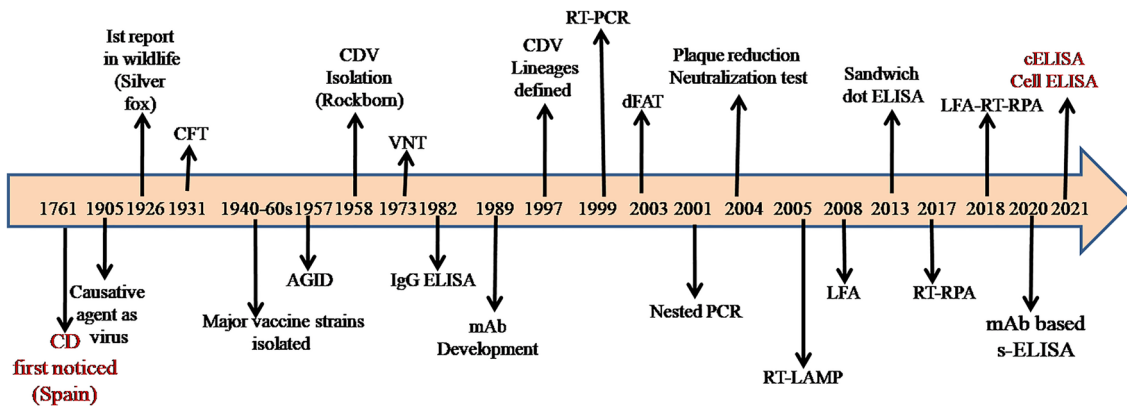 RT-PCR
Ist report
in wildlife
(Silver
fox)
CFT
CDV
Isolation
(Rockborn)
VNT
CDV
Lineages
defined
dFAT
Plaque reduction
Neutralization test
Sandwich
dot ELISA
LFA-RT-RPA
cELISA
Cell ELISA
1761 1905 1926 1931 1940-60s 1957 1958 1973 1982 1989 1997 1999 2003 2001 2004 2005 2008 2013 2017 2018 2020 2021
CD
first noticed
(Spain)
Causative
agent as
virus
Major vaccine strains
isolated
AGID
IgG ELISA
mAb
Development
Nested PCR
RT-LAMP
LFA
RT-RPA
mAb based
s-ELISA